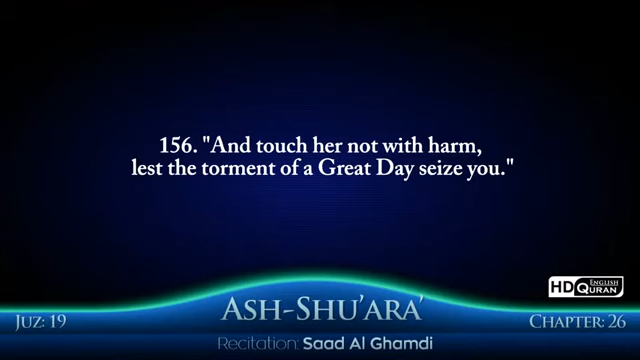 156. "And touch her not with harm,
lest the torment of a Great Day seize you."
HD ENGLISH QURAN
Juz: 19
Ash-Shu'ara'
Chapter: 26
Recitation: Saad Al Ghamdi